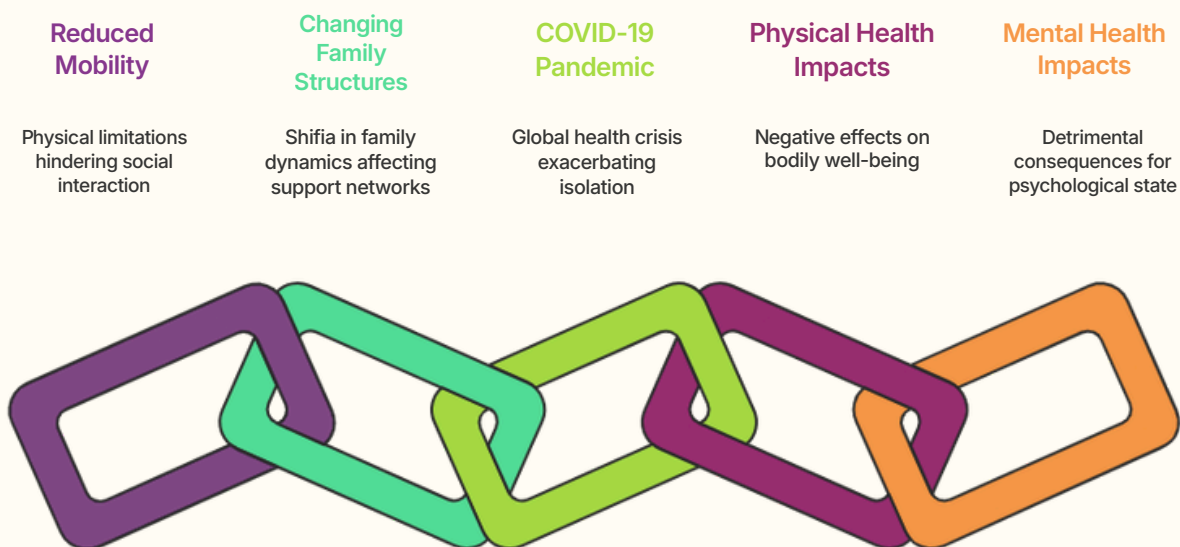 Reduced
Mobility
Physical limitations
hindering social
interaction
Changing
Family
Structures
Shifia in family
dynamics affecting
support networks
COVID-19
Pandemic
Global health crisis
exacerbating
isolation
Physical Health
Impacts
Negative effects on
bodily well-being
Mental Health
Impacts
Detrimental
consequences for
psychological state